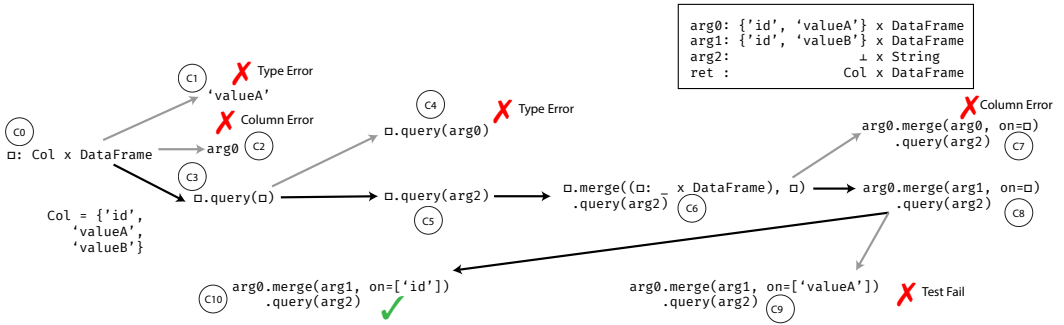 arg0: {'id', ‘valueA’} x DataFrame
arg1: {'id', ‘valueB’} x DataFrame
arg2: ⊥ x String
ret : Col x DataFrame
C1
✗ Type Error
‘valueA’
C0
□: Col x DataFrame
✗ Column Error
arg0 C2
C3
□.query(□)
Col = {’id’,
‘valueA’,
‘valueB’}
C4
✗ Type Error
□.query(arg0)
□.query(arg2)
C5
□.merge((□: _ x DataFrame), □)
.query(arg2) C6
✗ Column Error
arg0.merge(arg0, on=□)
.query(arg2) C7
arg0.merge(arg1, on=□)
.query(arg2) C8
C10 arg0.merge(arg1, on=[‘id’])
.query(arg2) ✓
arg0.merge(arg1, on=[‘valueA’])
.query(arg2) C9
✗ Test Fail